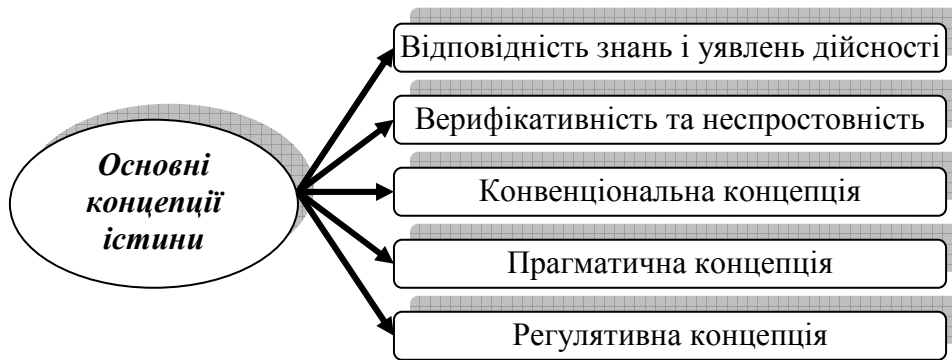 Відповідність знань і уявлень дійсності
Верифікативність та неспростовність
Основні
концепції
істини
Конвенціональна концепція
Прагматична концепція
Регулятивна концепція